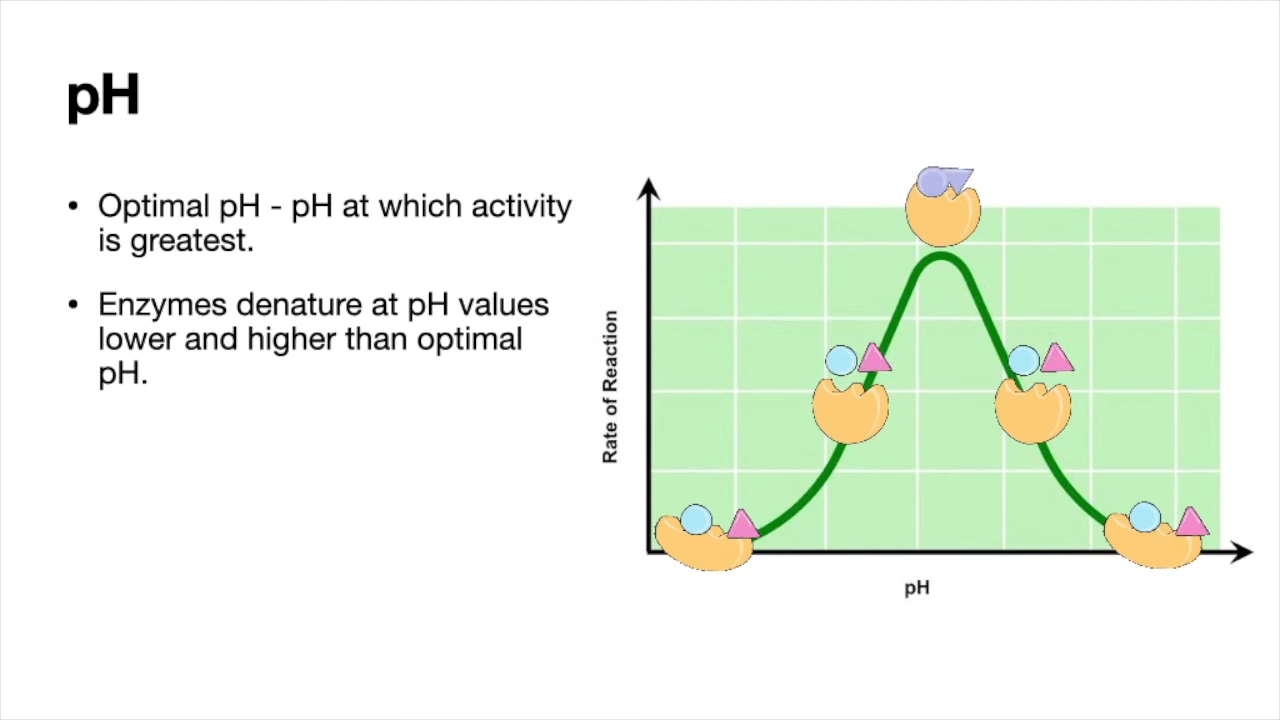 pH
• Optimal pH - pH at which activity
is greatest.
• Enzymes denature at pH values
lower and higher than optimal
pH.
Rate of Reaction
pH